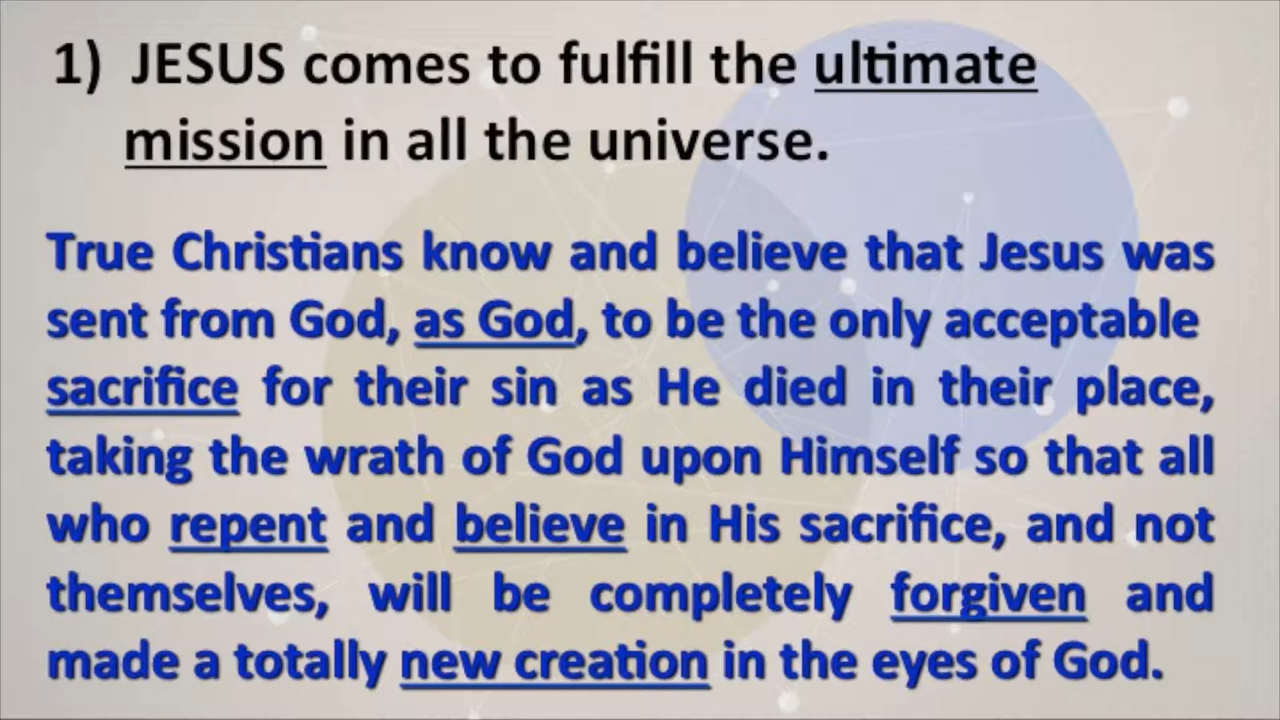 1) JESUS comes to fulfill the ultimate
mission in all the universe.
True Christians know and believe that Jesus was
sent from God, as God, to be the only acceptable
sacrifice for their sin as He died in their place,
taking the wrath of God upon Himself so that all
who repent and believe in His sacrifice, and not
themselves, will be completely forgiven and
made a totally new creation in the eyes of God.